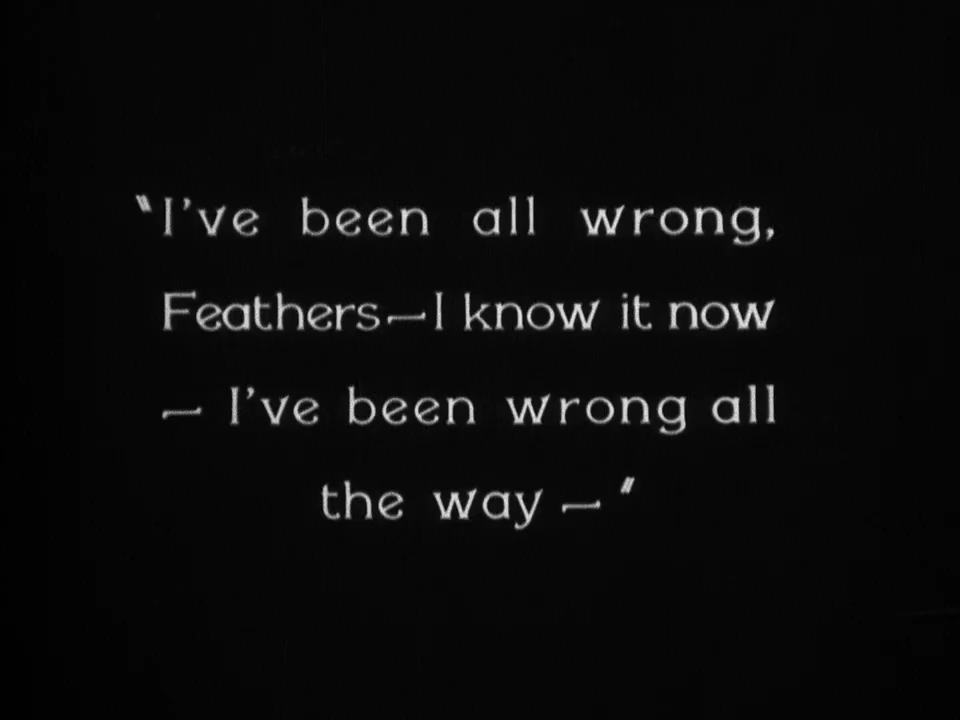 "I've been all wrong,
Feathers—I know it now
— I've been wrong all
the way —"